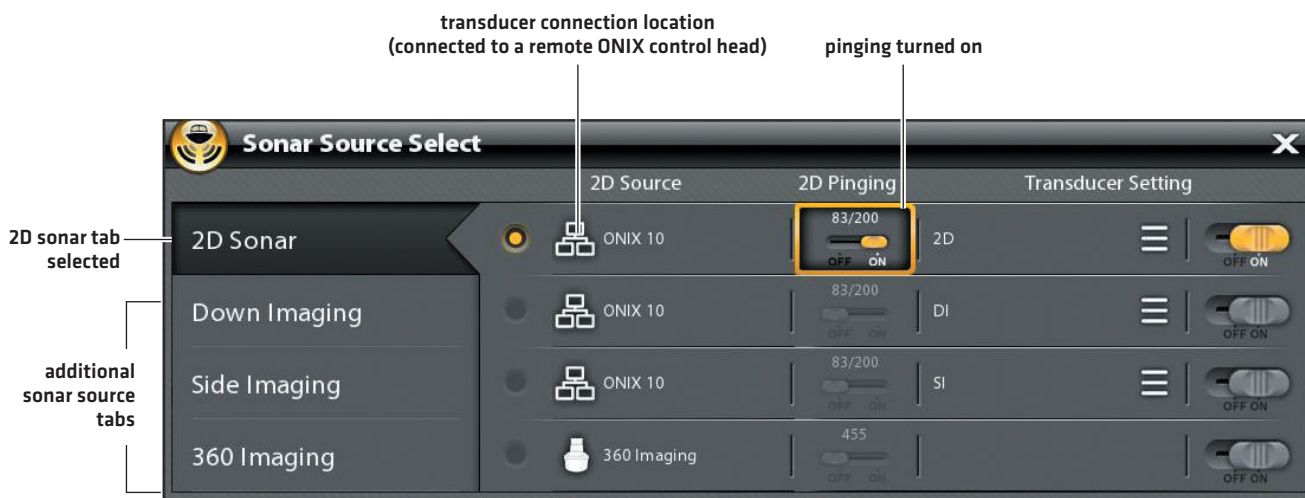 transducer connection location
(connected to a remote ONIX control head)
pinging turned on
Sonar Source Select
X
2D Source 2D Pinging Transducer Setting
2D sonar tab
selected
2D Sonar
ONIX 10
83/200
OFF ON
2D
OFF ON
additional
sonar source
tabs
Down Imaging
ONIX 10
83/200
OFF ON
DI
OFF ON
Side Imaging
ONIX 10
83/200
OFF ON
SI
OFF ON
360 Imaging
360 Imaging
455
OFF ON
OFF ON